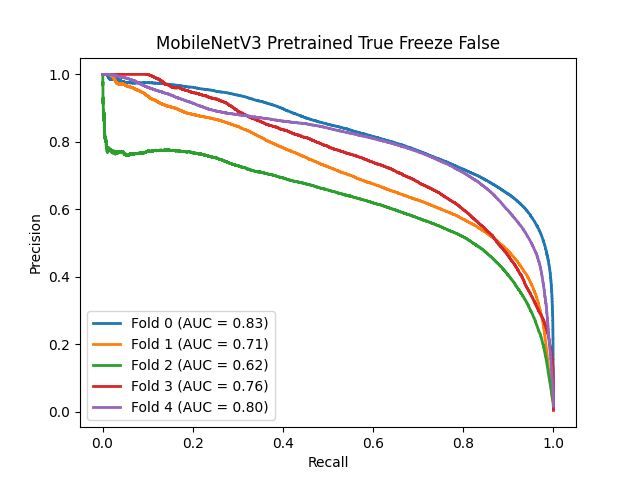 MobileNetV3 Pretrained True Freeze False
1.0
0.8
0.6
0.4
0.2
0.0
Precision
Fold 0 (AUC = 0.83)
Fold 1 (AUC = 0.71)
Fold 2 (AUC = 0.62)
Fold 3 (AUC = 0.76)
Fold 4 (AUC = 0.80)
0.0 0.2 0.4 0.6 0.8 1.0
Recall